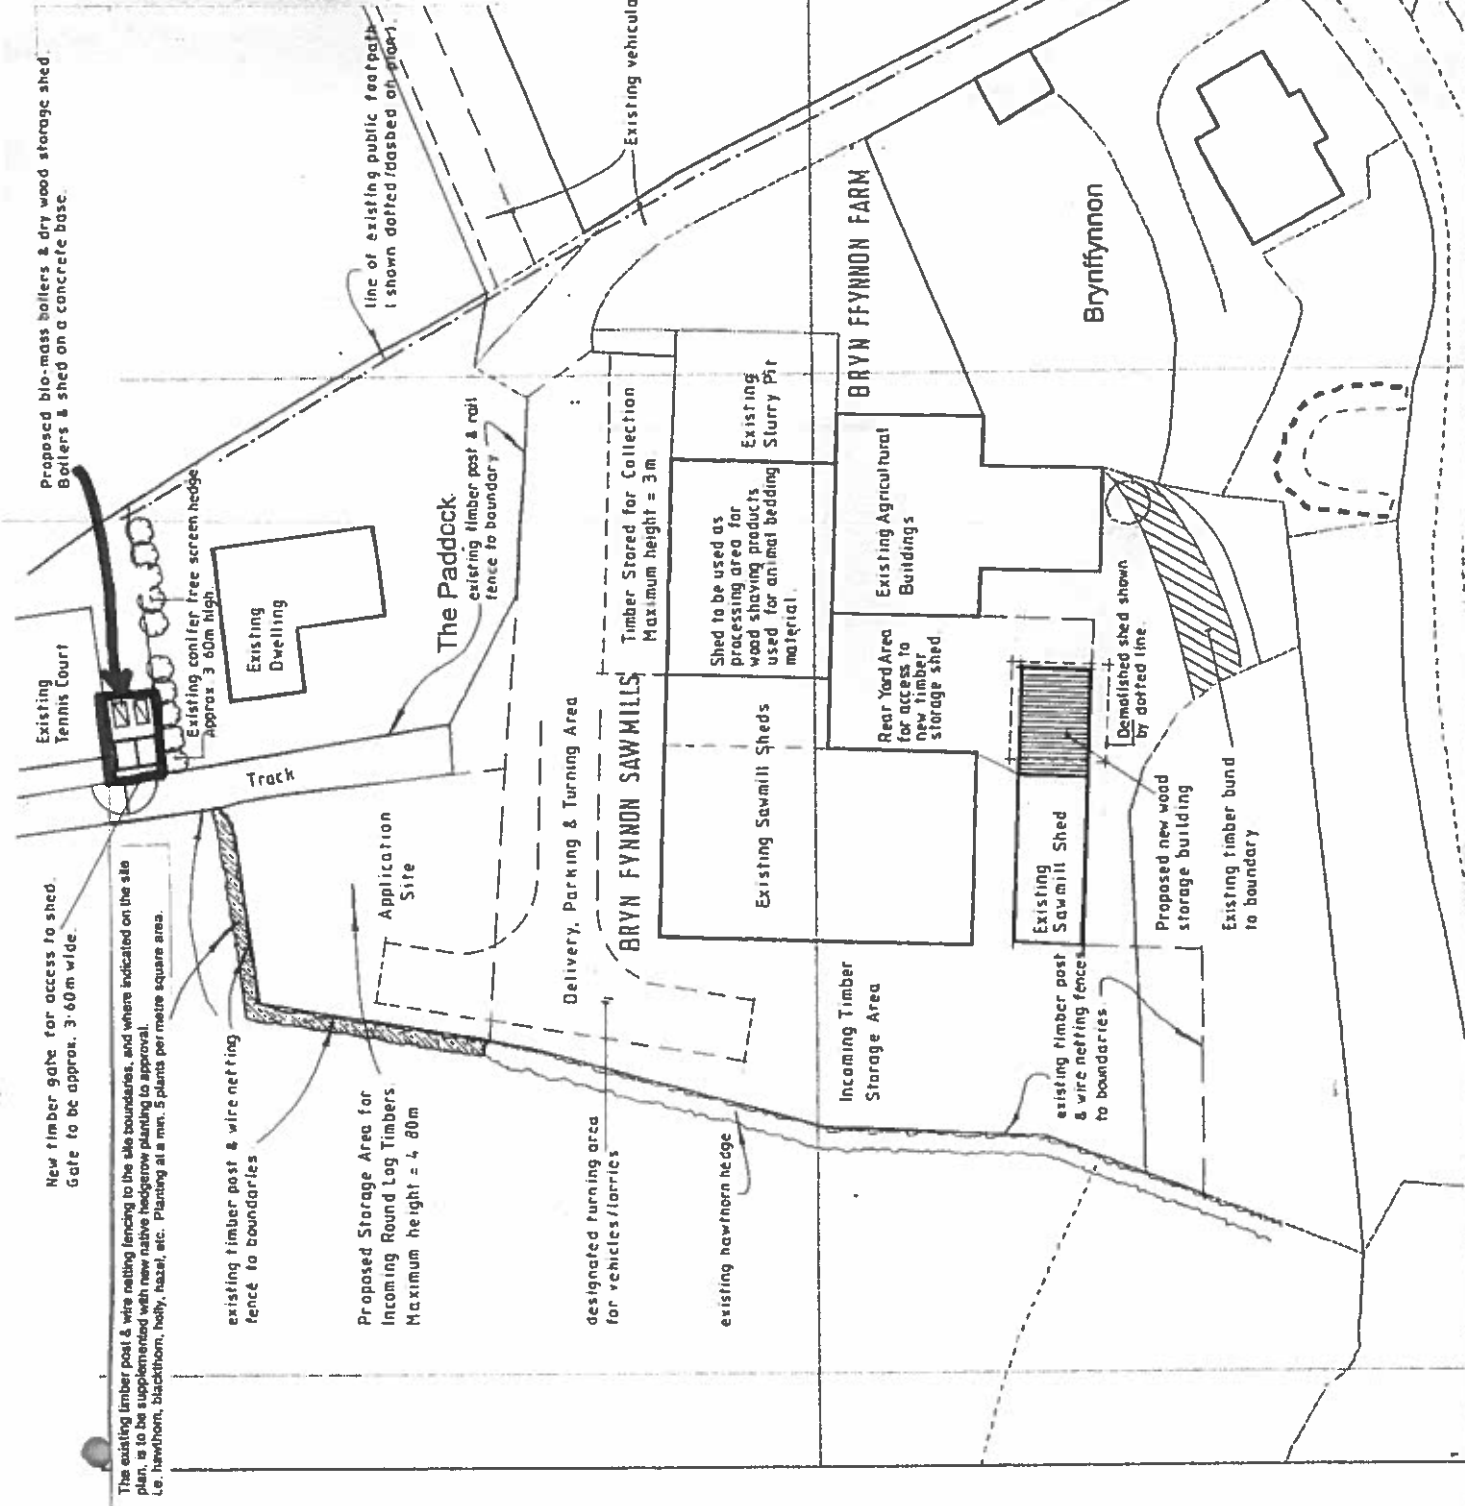 Proposed bio-mass boilers & dry wood storage shed.
Boilers & shed on a concrete base.
line of existing public footpath
(shown dotted/dashed on plan).
Existing vehicula
Existing
Tennis Court
Existing conifer tree screen hedge
Approx 3 60m high.
Existing
Dwelling
The Paddock
existing timber post & rail
fence to boundary
Track
New timber gate for access to shed.
Gate to be approx. 3·60m wide.
The existing timber post & wire netting fencing to the site boundaries, and where indicated on the site
plan, is to be supplemented with new native hedgerow planting to approval.
i.e. hawthorn, blackthorn, holly, hazel, etc. Planting at a min. 5 plants per metre square area.
existing timber post & wire netting
fence to boundaries
Proposed Storage Area for
Incoming Round Log Timbers.
Maximum height = 4 80m
Application
Site
designated turning area
for vehicles/lorries
existing hawthorn hedge
Delivery, Parking & Turning Area
BRYN FYNNON SAWMILLS
Timber Stored for Collection
Maximum height = 3m
Existing
Slurry Pit
Shed to be used as
processing area for
wood shaving products
used for animal bedding
material.
Existing Sawmill Sheds
Existing Agricultural
Buildings
BRYN FFYNNON FARM
Brynffynnon
Rear Yard Area
for access to
new timber
storage shed.
Demolished shed shown
by dotted line.
Existing
Sawmill Shed
Proposed new wood
storage building
Existing timber bund
to boundary
Incoming Timber
Storage Area
existing timber post
& wire netting fences
to boundaries